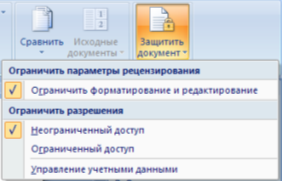 Сравнить
Исходные документы
Защитить документ
Ограничить параметры рецензирования
Ограничить форматирование и редактирование
Ограничить разрешения
Неограниченный доступ
Ограниченный доступ
Управление учетными данными